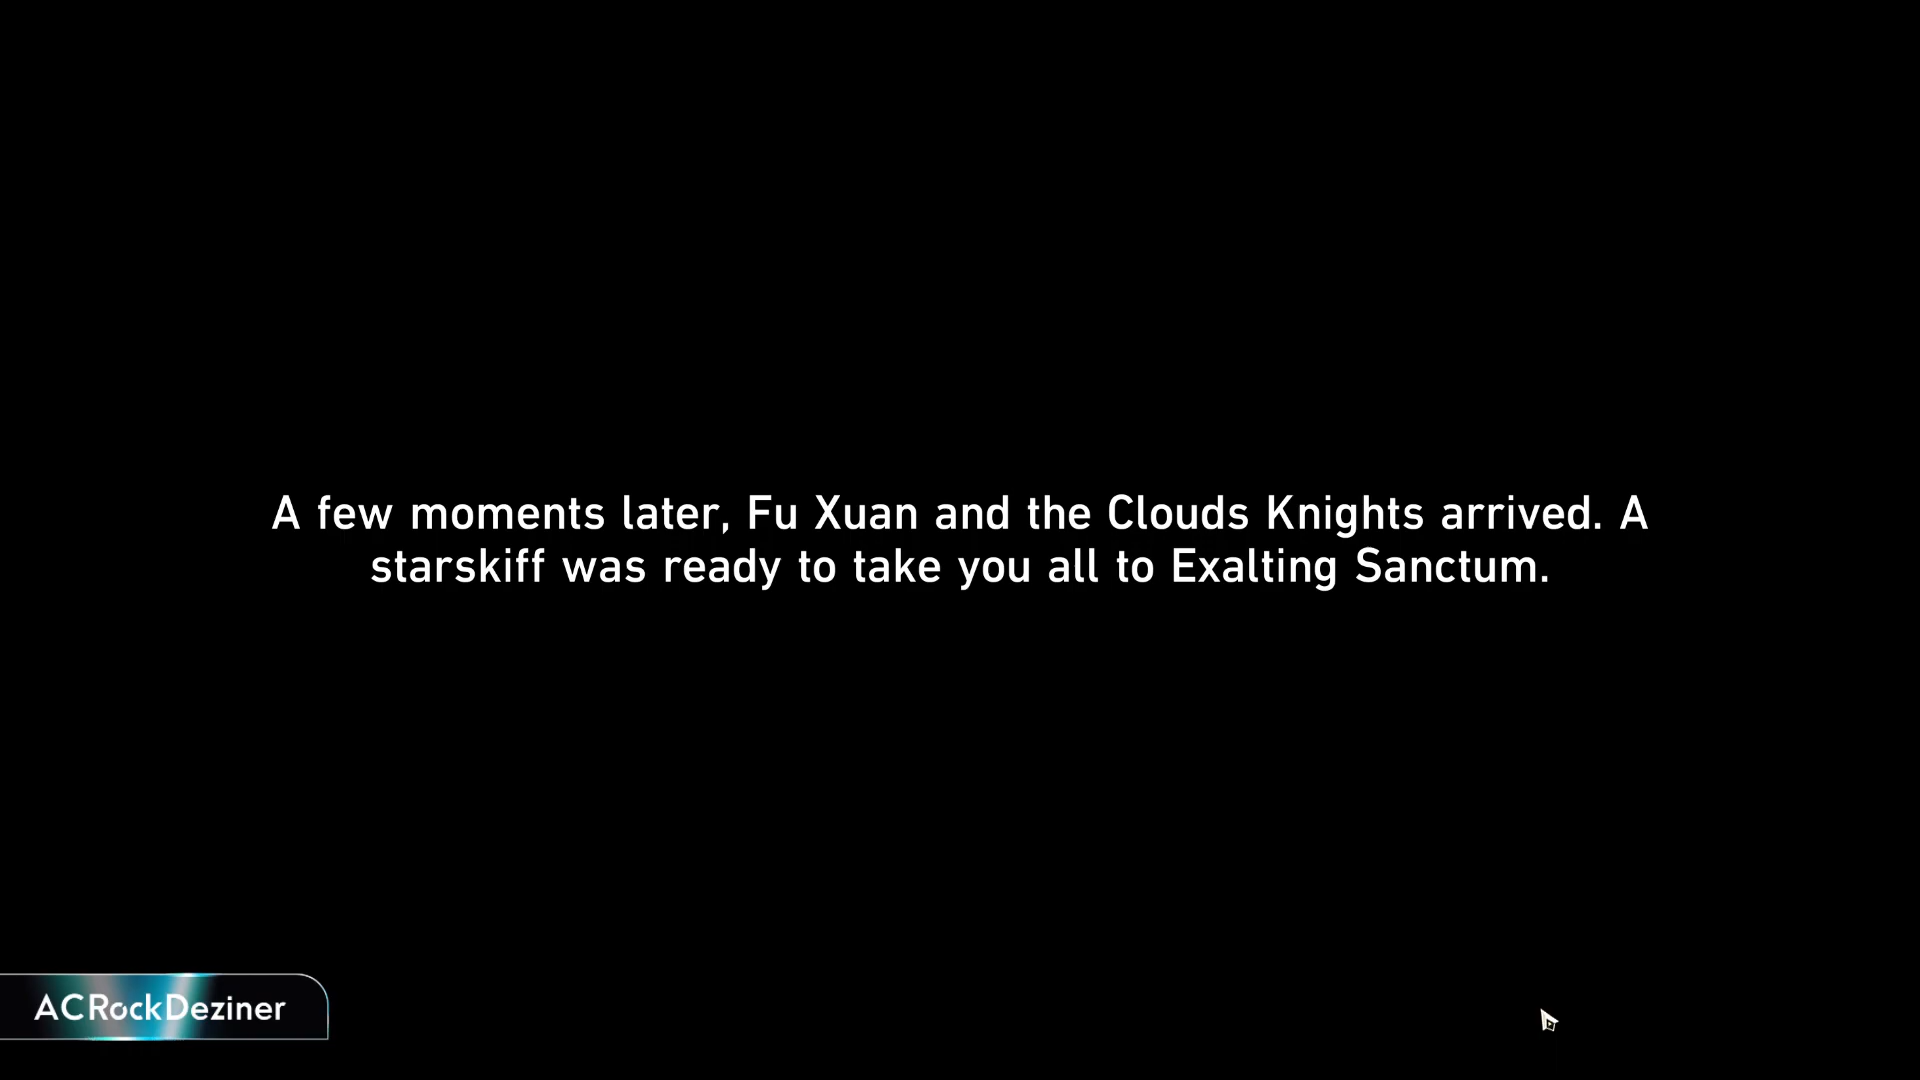 A few moments later, Fu Xuan and the Clouds Knights arrived. A
starskiff was ready to take you all to Exalting Sanctum.
ACRockDeziner